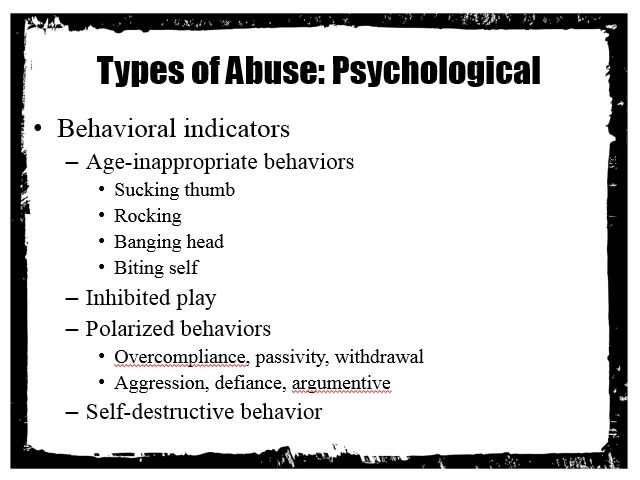 Types of Abuse: Psychological
• Behavioral indicators
– Age-inappropriate behaviors
• Sucking thumb
• Rocking
• Banging head
• Biting self
– Inhibited play
– Polarized behaviors
• Overcompliance, passivity, withdrawal
• Aggression, defiance, argumentive
– Self-destructive behavior